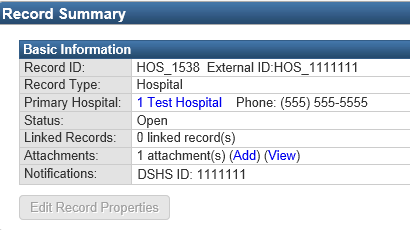 Record Summary
Basic Information
Record ID: HOS_1538 External ID:HOS_1111111
Record Type: Hospital
Primary Hospital: 1 Test Hospital Phone: (555) 555-5555
Status: Open
Linked Records: 0 linked record(s)
Attachments: 1 attachment(s) (Add) (View)
Notifications: DSHS ID: 1111111
Edit Record Properties